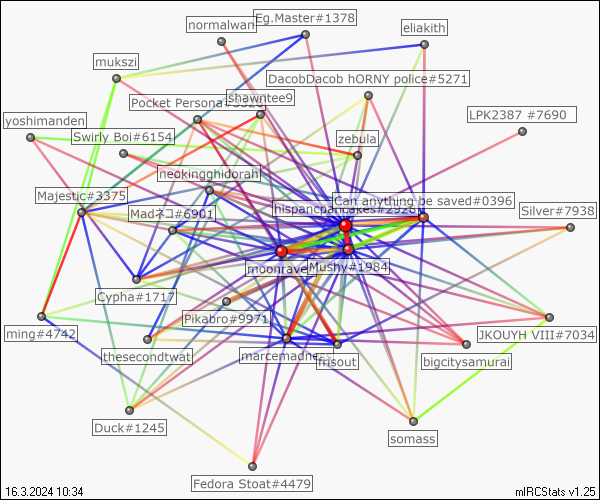 normalwan
Eg.Master#1378
eliakith
mukszi
DacobDacob hORNY police#5271
Pocket Persona
shawntee9
LPK2387 #7690
yoshimanden
Swirly Boi#6154
zebula
neokingghidorah
Majestic#3375
Can anything be saved#0396
Madネコ#6901
hispancpancakes#2925
Silver#7938
moonrave
Mushy#1984
Cypha#1717
Pikabro#9971
ming#4742
JKOUYH VIII#7034
thesecondtwat
marcemadne
frisout
bigcitysamurai
Duck#1245
somass
Fedora Stoat#4479
16.3.2024 10:34
mIRCStats v1.25